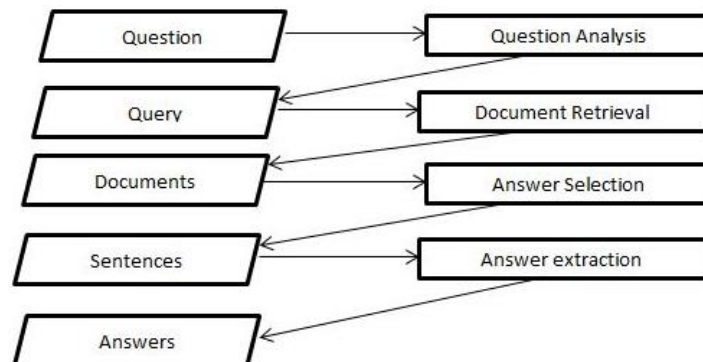 Question
Question Analysis
Query
Document Retrieval
Documents
Answer Selection
Sentences
Answer extraction
Answers